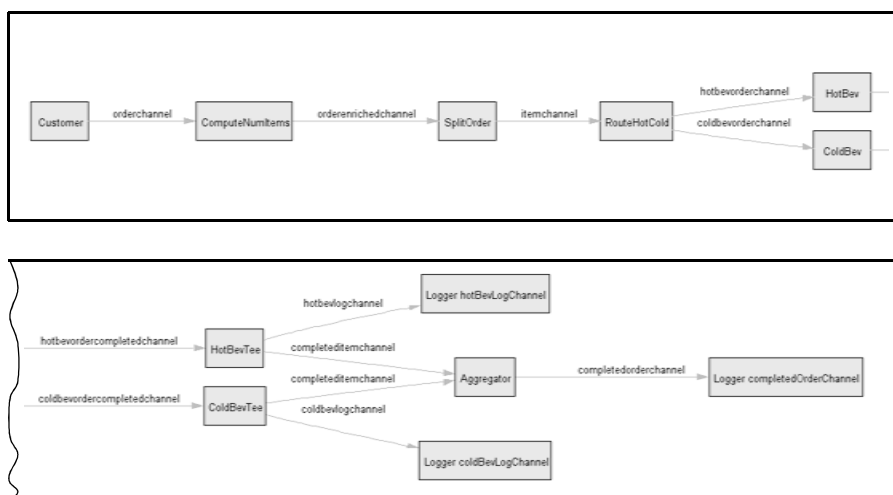 Customer
orderchannel
ComputeNumItems
orderenrichedchannel
SplitOrder
itemchannel
RouteHotCold
hotbevorderchannel
coldbevorderchannel
HotBev
ColdBev
hotbevordercompletedchannel
coldbevordercompletedchannel
HotBevTee
ColdBevTee
hotbevlogchannel
completeditemchannel
completeditemchannel
coldbevlogchannel
Logger hotBevLogChannel
Aggregator
Logger coldBevLogChannel
completedorderchannel
Logger completedOrderChannel